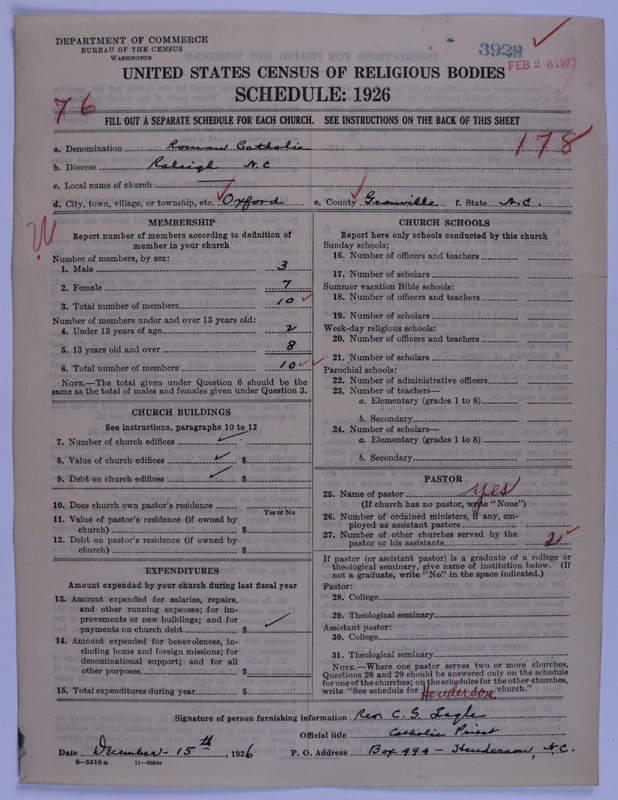 DEPARTMENT OF COMMERCE
BUREAU OF THE CENSUS
WASHINGTON
3928
FEB 26 1927
UNITED STATES CENSUS OF RELIGIOUS BODIES
SCHEDULE: 1926
76
FILL OUT A SEPARATE SCHEDULE FOR EACH CHURCH. SEE INSTRUCTIONS ON THE BACK OF THIS SHEET
178
a. Denomination Roman Catholic
b. Diocese Raleigh N.C
c. Local name of church
d. City, town, village, or township, etc. Oxford e. County Granville f. State N.C.
MEMBERSHIP
Report number of members according to definition of
member in your church
Number of members, by sex:
1. Male 3
2. Female 7
3. Total number of members 10
Number of members under and over 13 years old:
4. Under 13 years of age 2
5. 13 years old and over 8
6. Total number of members 10
NOTE.—The total given under Question 6 should be the
same as the total of males and females given under Question 3.
CHURCH BUILDINGS
See instructions, paragraphs 10 to 12
7. Number of church edifices
8. Value of church edifices $
9. Debt on church edifices $
10. Does church own pastor's residence
Yes or No
11. Value of pastor's residence (if owned by
church) $
12. Debt on pastor's residence (if owned by
church) $
EXPENDITURES
Amount expended by your church during last fiscal year
13. Amount expended for salaries, repairs,
and other running expenses; for im-
provements or new buildings; and for
payments on church debt $
14. Amount expended for benevolences, in-
cluding home and foreign missions; for
denominational support; and for all
other purposes $
15. Total expenditures during year $
CHURCH SCHOOLS
Report here only schools conducted by this church
Sunday schools:
16. Number of officers and teachers
17. Number of scholars
Summer vacation Bible schools:
18. Number of officers and teachers
19. Number of scholars
Week-day religious schools:
20. Number of officers and teachers
21. Number of scholars
Parochial schools:
22. Number of administrative officers
23. Number of teachers—
a. Elementary (grades 1 to 8)
b. Secondary
24. Number of scholars—
a. Elementary (grades 1 to 8)
b. Secondary
PASTOR
25. Name of pastor yes
(If church has no pastor, write "None")
26. Number of ordained ministers, if any, em-
ployed as assistant pastors
27. Number of other churches served by the
pastor or his assistants 2
If pastor (or assistant pastor) is a graduate of a college or
theological seminary, give name of institution below. (If
not a graduate, write "No" in the space indicated.)
Pastor:
28. College
29. Theological seminary
Assistant pastor:
30. College
31. Theological seminary
NOTE.—Where one pastor serves two or more churches,
Questions 28 and 29 should be answered only on the schedule
for one of the churches; on the schedules for the other churches,
write "See schedule for Henderson church."
Signature of person furnishing information Rev C. G.
Official title Catholic Priest
Date December - 15th, 1926 P. O. Address Box 494 - Henderson, N.C.
8—5518 a 11—9054